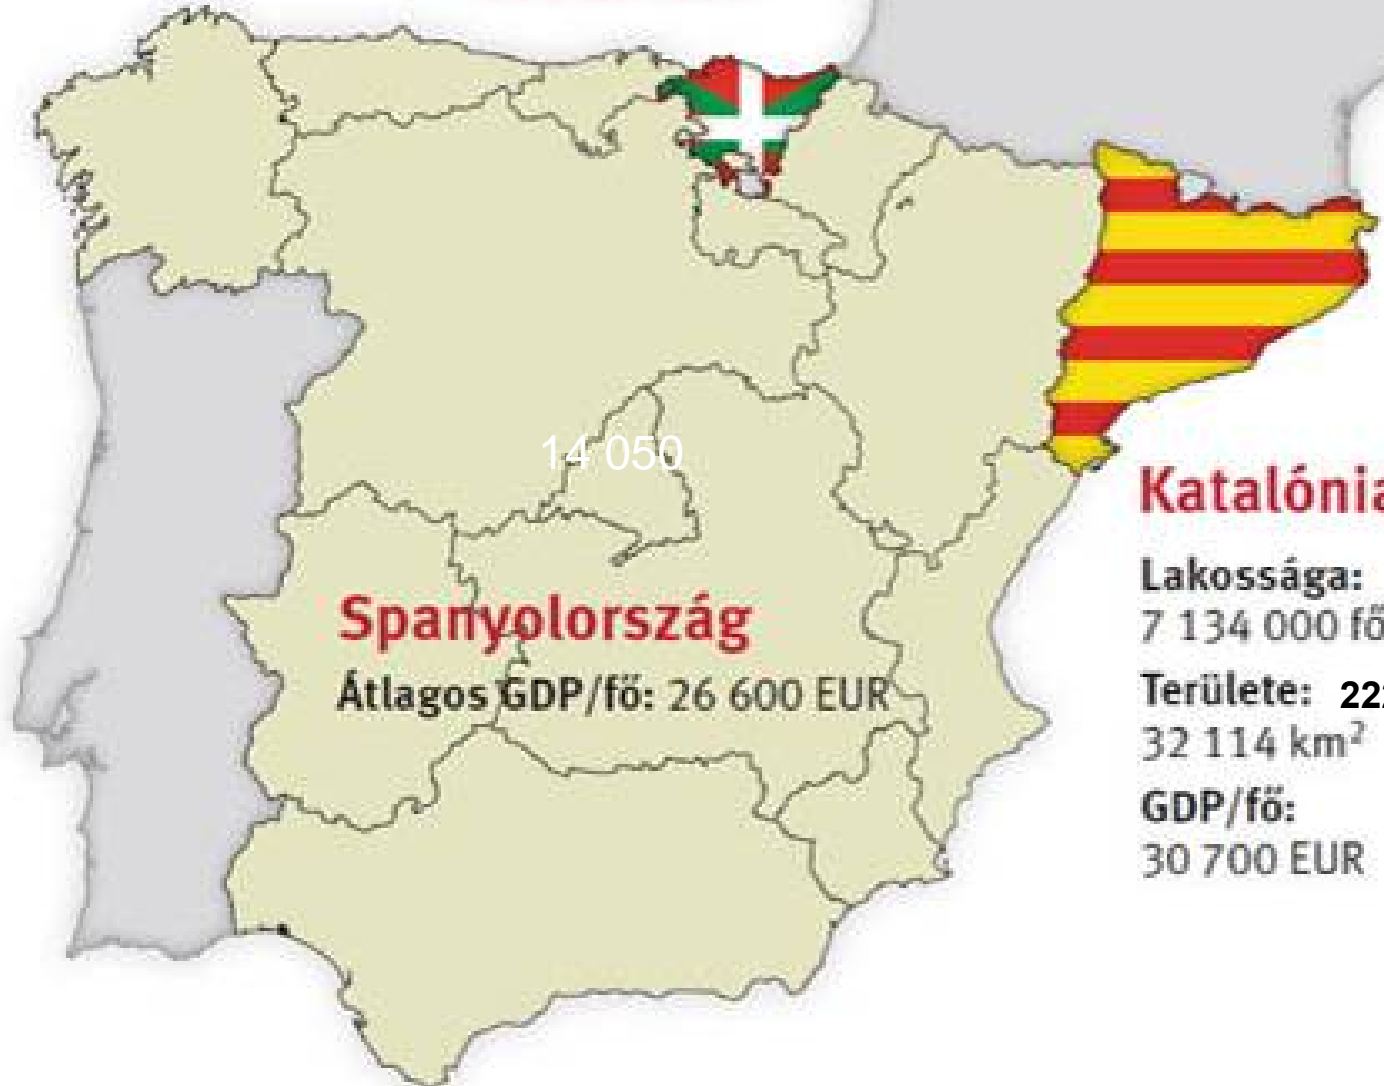 14 050
Spanyolország
Átlagos GDP/fő: 26 600 EUR
Katalónia
Lakossága:
7 134 000 fő
Területe: 222
32 114 km²
GDP/fő:
30 700 EUR